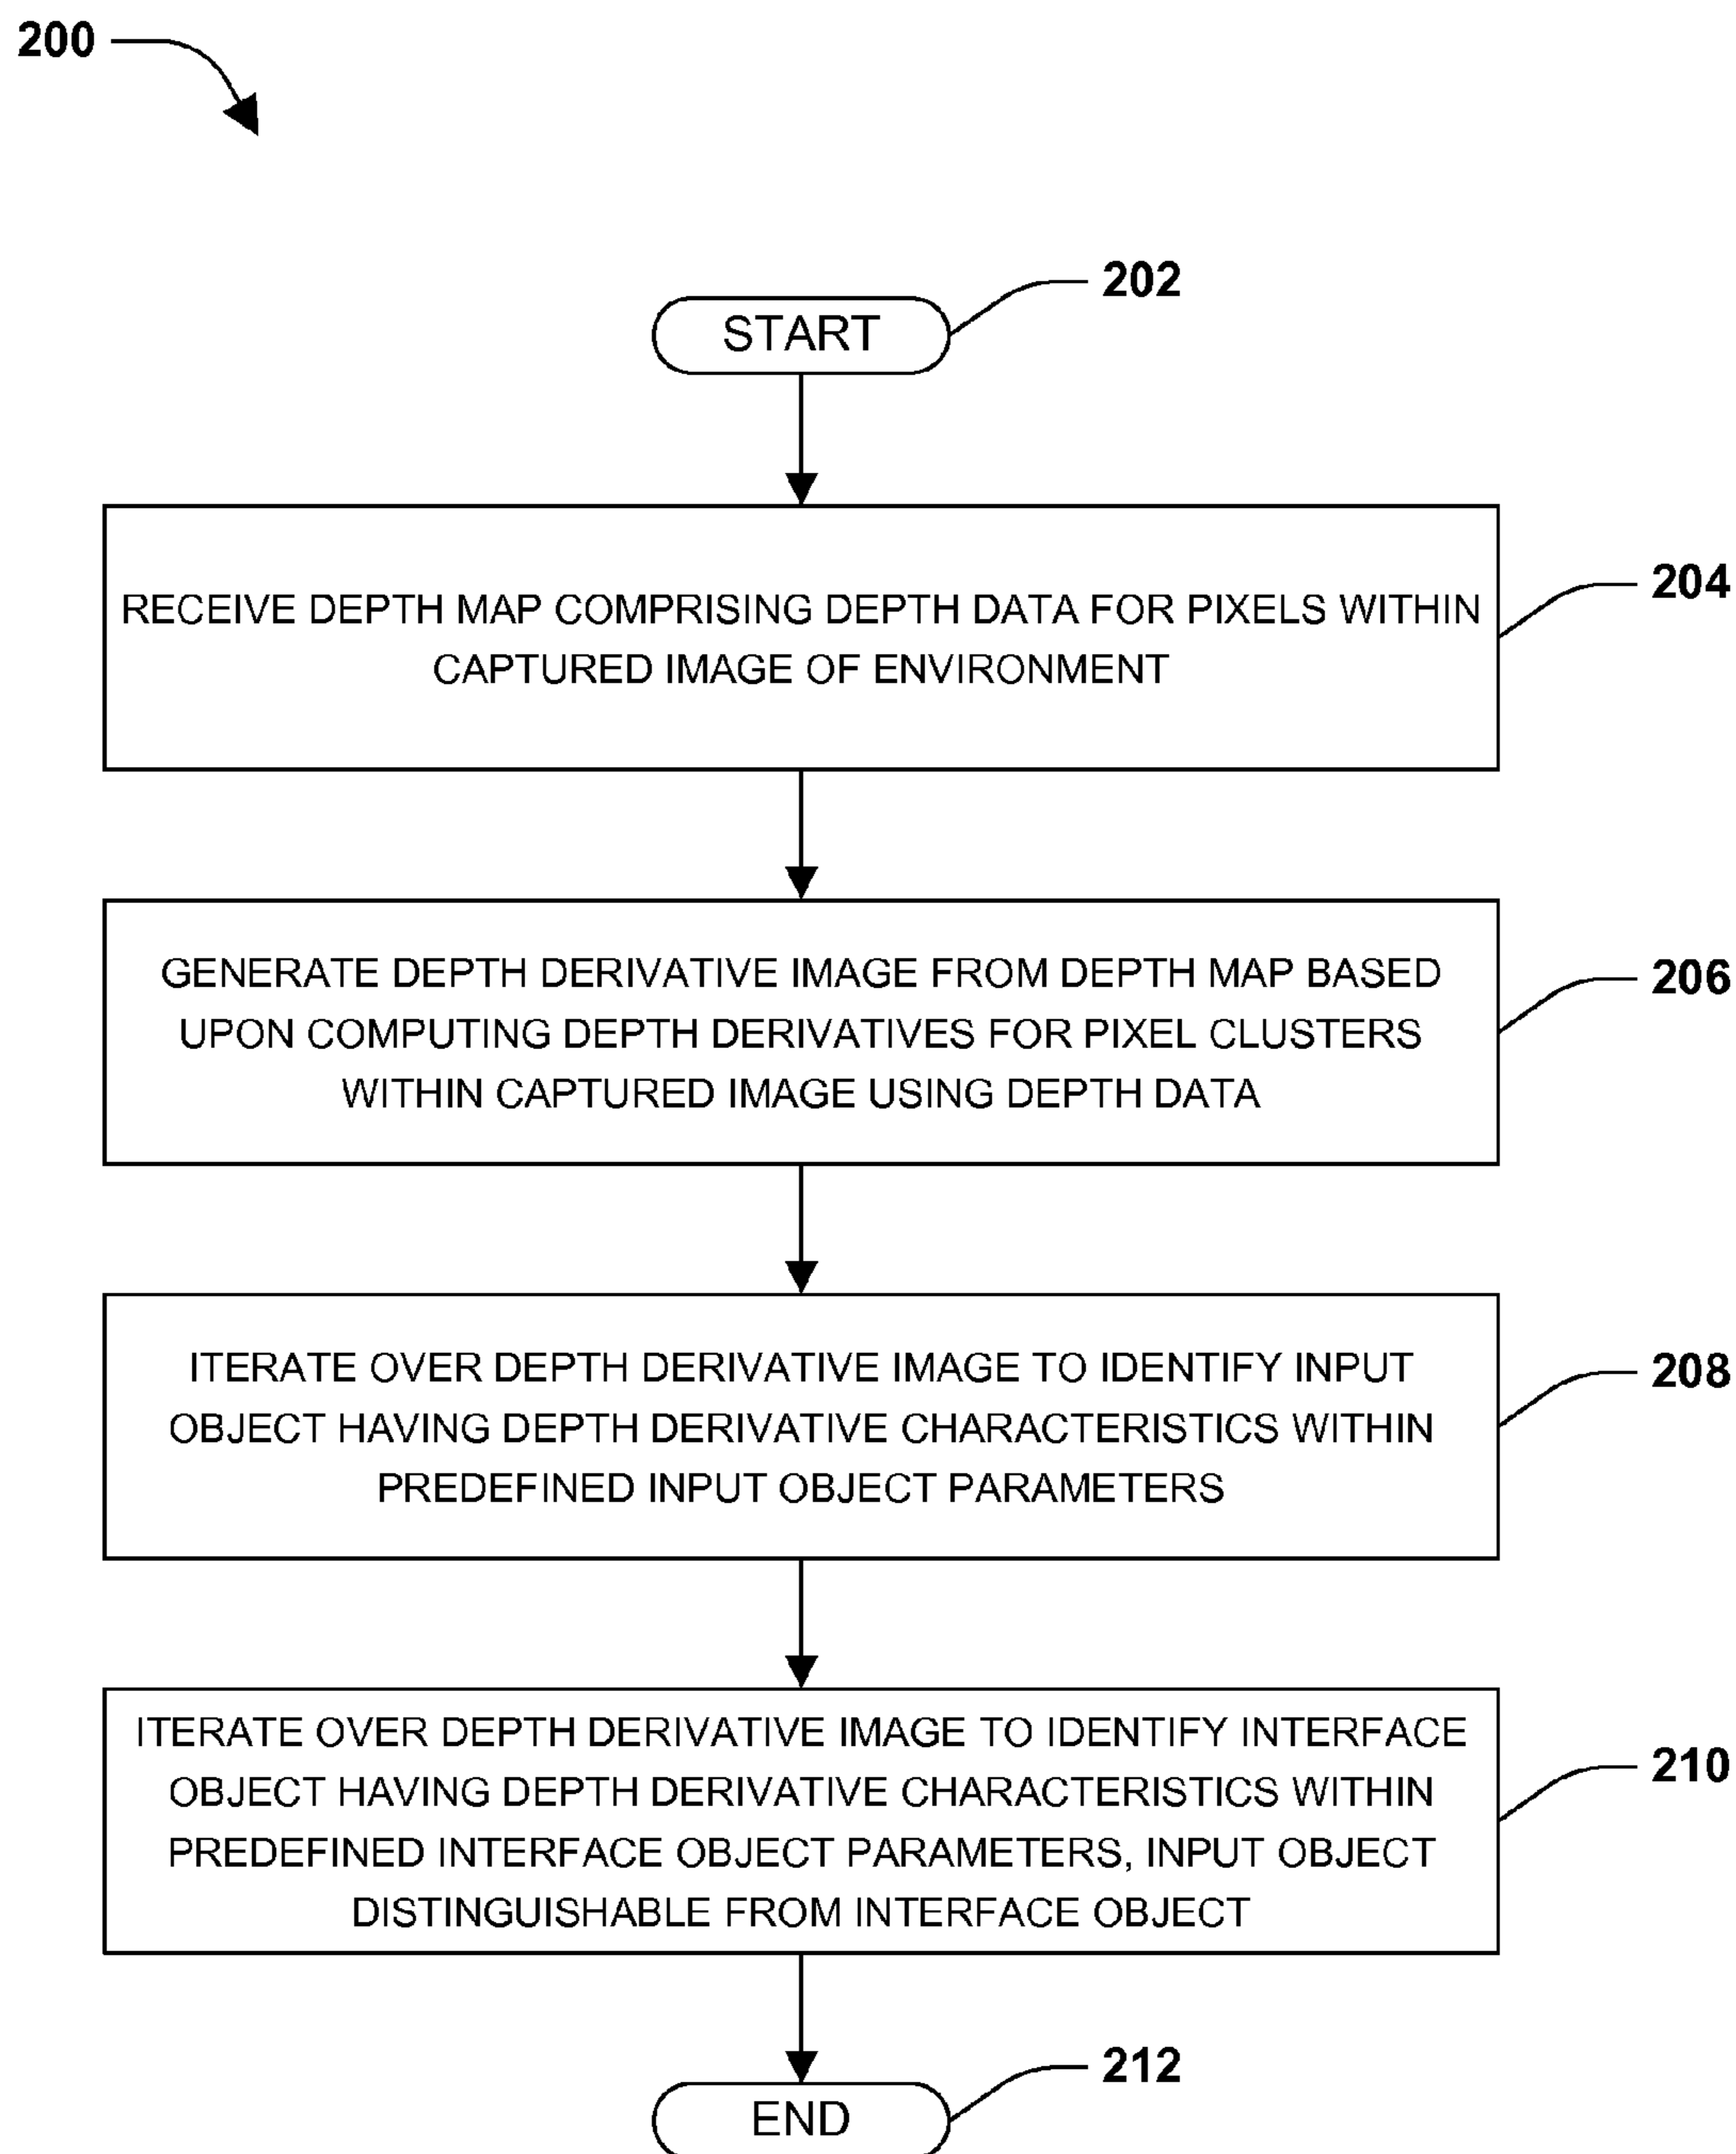 200
202
START
204
RECEIVE DEPTH MAP COMPRISING DEPTH DATA FOR PIXELS WITHIN
CAPTURED IMAGE OF ENVIRONMENT
206
GENERATE DEPTH DERIVATIVE IMAGE FROM DEPTH MAP BASED
UPON COMPUTING DEPTH DERIVATIVES FOR PIXEL CLUSTERS
WITHIN CAPTURED IMAGE USING DEPTH DATA
208
ITERATE OVER DEPTH DERIVATIVE IMAGE TO IDENTIFY INPUT
OBJECT HAVING DEPTH DERIVATIVE CHARACTERISTICS WITHIN
PREDEFINED INPUT OBJECT PARAMETERS
210
ITERATE OVER DEPTH DERIVATIVE IMAGE TO IDENTIFY INTERFACE
OBJECT HAVING DEPTH DERIVATIVE CHARACTERISTICS WITHIN
PREDEFINED INTERFACE OBJECT PARAMETERS, INPUT OBJECT
DISTINGUISHABLE FROM INTERFACE OBJECT
212
END